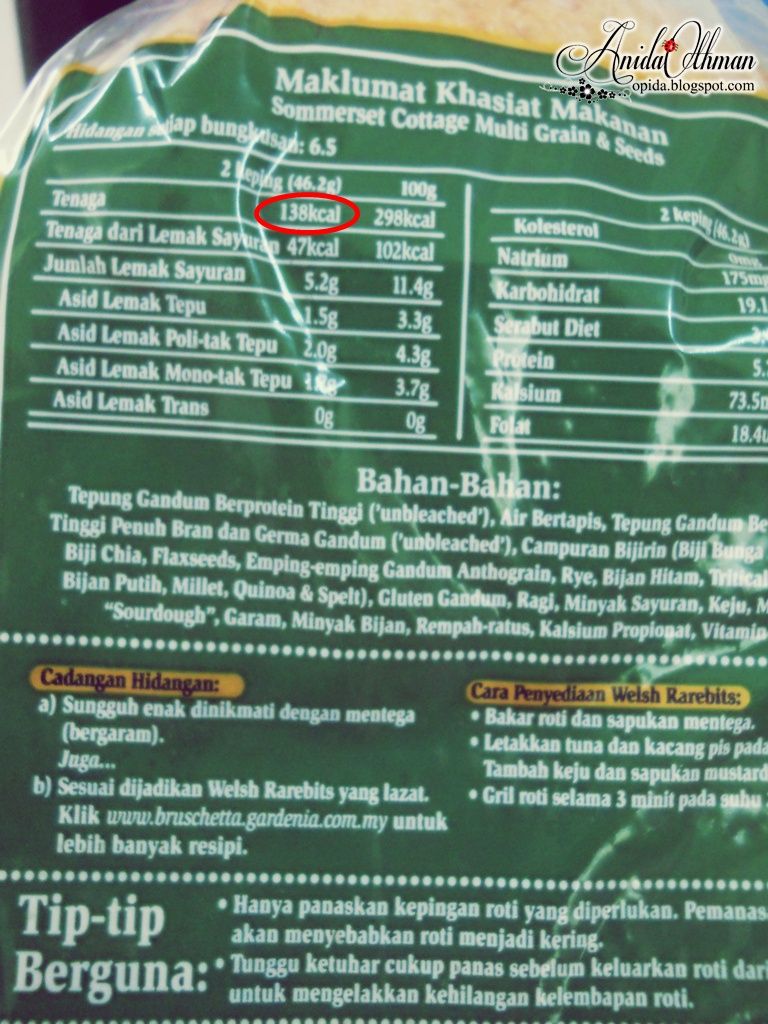 Anida Othman
opida.blogspot.com
Maklumat Khasiat Makanan
Sommerset Cottage Multi Grain & Seeds
Hidangan setiap bungkusan: 6.5
2 keping (46.2g) 100g
Tenaga 138kcal 298kcal
Tenaga dari Lemak Sayuran 47kcal 102kcal
Jumlah Lemak Sayuran 5.2g 11.4g
Asid Lemak Tepu 1.5g 3.3g
Asid Lemak Poli-tak Tepu 2.0g 4.3g
Asid Lemak Mono-tak Tepu 3.7g
Asid Lemak Trans 0g 0g
2 keping (46.2g)
Kolesterol 0mg
Natrium 175mg
Karbohidrat 19.1
Serabut Diet
Protein 5.
Kalsium 73.5
Folat 18.4
Bahan-Bahan:
Tepung Gandum Berprotein Tinggi ('unbleached'), Air Bertapis, Tepung Gandum Be
Tinggi Penuh Bran dan Germa Gandum ('unbleached'), Campuran Bijirin (Biji Bunga
Biji Chia, Flaxseeds, Emping-emping Gandum Anthograin, Rye, Bijan Hitam, Tritical
Bijan Putih, Millet, Quinoa & Spelt), Gluten Gandum, Ragi, Minyak Sayuran, Keju, M
"Sourdough", Garam, Minyak Bijan, Rempah-ratus, Kalsium Propionat, Vitamin
Cadangan Hidangan:
a) Sungguh enak dinikmati dengan mentega
(bergaram).
Juga...
b) Sesuai dijadikan Welsh Rarebits yang lazat.
Klik www.bruschetta.gardenia.com.my untuk
lebih banyak resipi.
Cara Penyediaan Welsh Rarebits:
• Bakar roti dan sapukan mentega.
• Letakkan tuna dan kacang pis pada
Tambah keju dan sapukan mustard
• Gril roti selama 3 minit pada suhu
Tip-tip
Berguna:
• Hanya panaskan kepingan roti yang diperlukan. Pemanas
akan menyebabkan roti menjadi kering.
• Tunggu ketuhar cukup panas sebelum keluarkan roti dari
untuk mengelakkan kehilangan kelembapan roti.